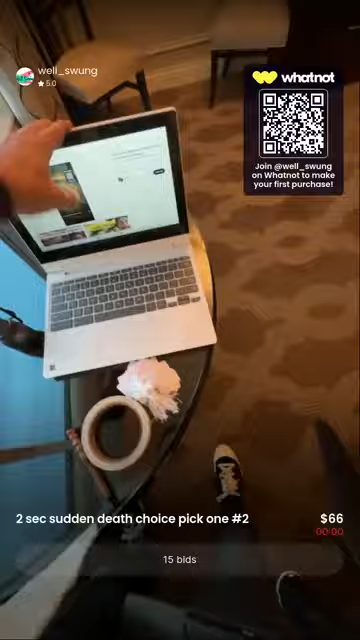 well_swung
★ 5.0
whatnot
Join @well_swung
on Whatnot to make
your first purchase!
2 sec sudden death choice pick one #2
$66
00:00
15 bids